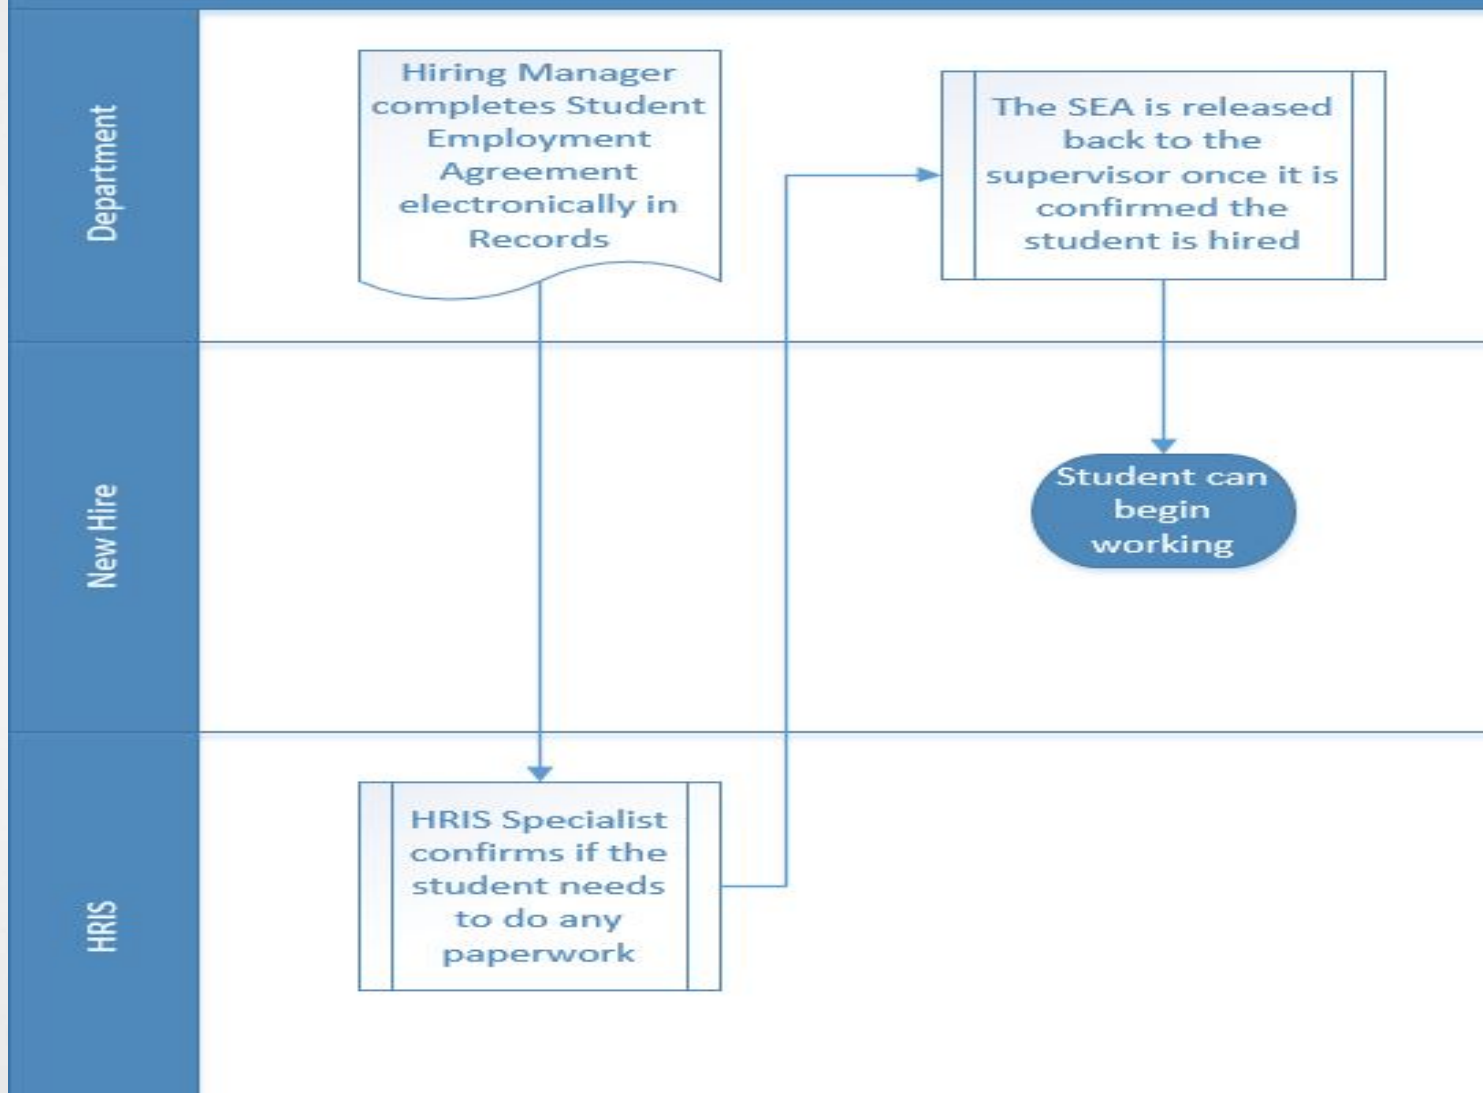 Department
Hiring Manager
completes Student
Employment
Agreement
electronically in
Records
The SEA is released
back to the
supervisor once it is
confirmed the
student is hired
New Hire
Student can
begin
working
HRIS
HRIS Specialist
confirms if the
student needs
to do any
paperwork